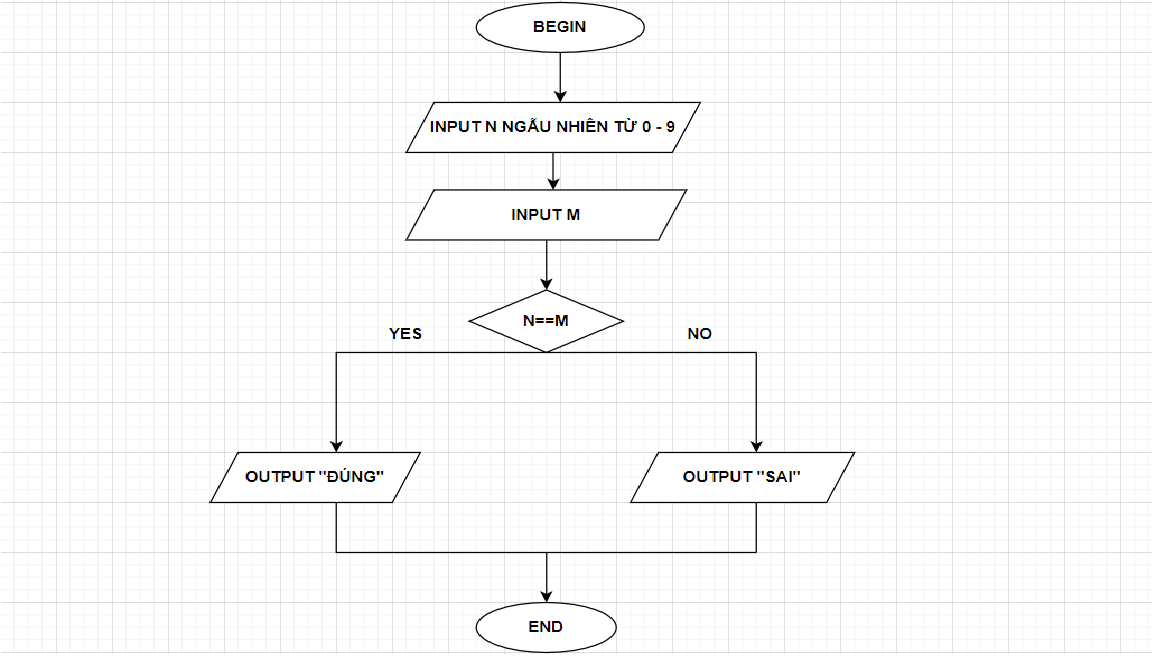 BEGIN
INPUT N NGẪU NHIÊN TỪ 0 - 9
INPUT M
N==M
YES
NO
OUTPUT "ĐÚNG"
OUTPUT "SAI"
END